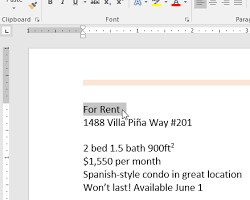 Paste
Clipboard
Font
Paragraph
For Rent
1488 Villa Piña Way #201
2 bed 1.5 bath 900ft²
$1,550 per month
Spanish-style condo in great location
Won't last! Available June 1